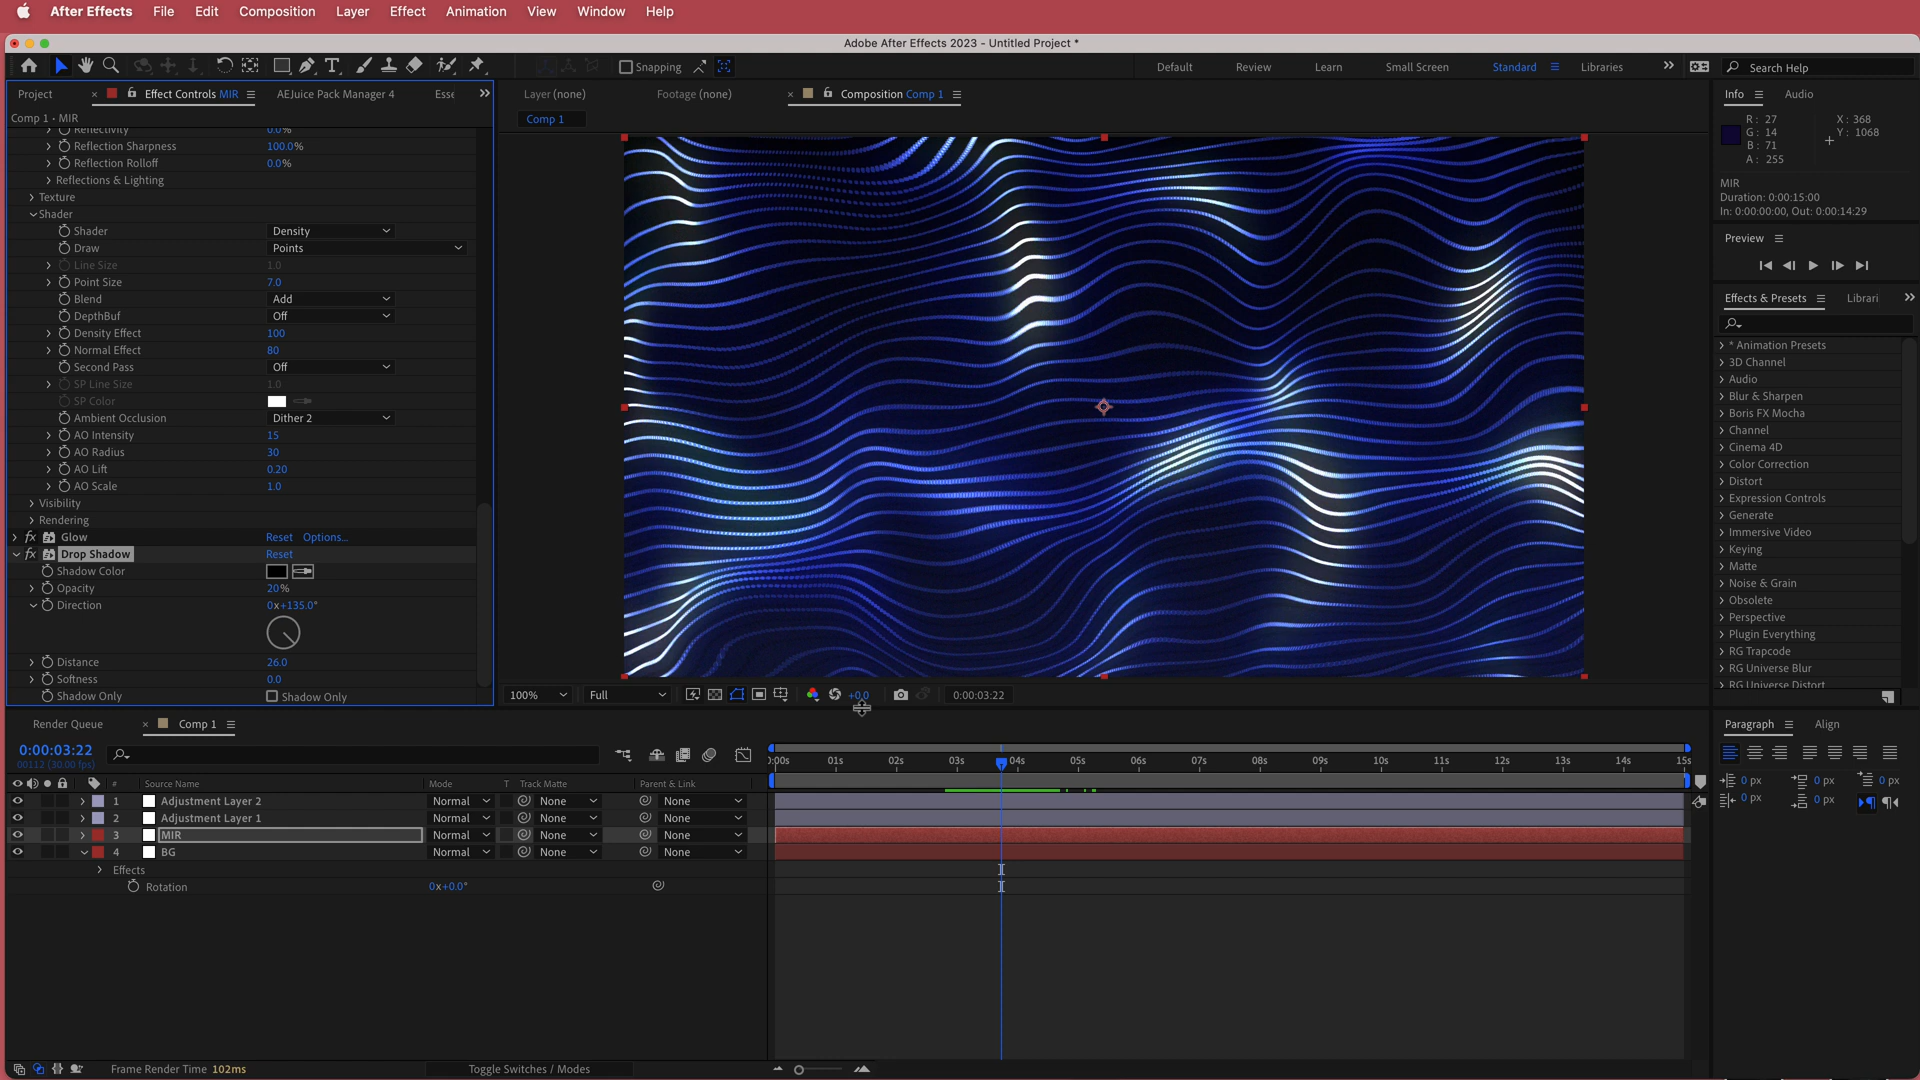 After Effects File Edit Composition Layer Effect Animation View Window Help
Adobe After Effects 2023 - Untitled Project *
Snapping Default Review Learn Small Screen Standard Libraries Search Help
Project Effect Controls MIR AEJuice Pack Manager 4 Esse
Layer (none) Footage (none) Composition Comp 1
Info Audio
Comp 1 • MIR
Comp 1
R: 27
G: 14
B: 71
A: 255
X: 368
Y: 1068
MIR
Duration: 0:00:15:00
In: 0:00:00:00, Out: 0:00:14:29
Preview
Effects & Presets Librari
* Animation Presets
3D Channel
Audio
Blur & Sharpen
Boris FX Mocha
Channel
Cinema 4D
Color Correction
Distort
Expression Controls
Generate
Immersive Video
Keying
Matte
Noise & Grain
Obsolete
Perspective
Plugin Everything
RG Trapcode
RG Universe Blur
RG Universe Distort
Reflectivity 0.0%
Reflection Sharpness 100.0%
Reflection Rolloff 0.0%
Reflections & Lighting
Texture
Shader
Shader Density
Draw Points
Line Size 1.0
Point Size 7.0
Blend Add
DepthBuf Off
Density Effect 100
Normal Effect 80
Second Pass Off
SP Line Size 1.0
SP Color
Ambient Occlusion Dither 2
AO Intensity 15
AO Radius 30
AO Lift 0.20
AO Scale 1.0
Visibility
Rendering
fx Glow Reset Options...
fx Drop Shadow Reset
Shadow Color
Opacity 20%
Direction 0x+135.0°
Distance 26.0
Softness 0.0
Shadow Only Shadow Only
100% Full +0.0 0:00:03:22
Render Queue Comp 1
0:00:03:22
00112 (30.00 fps)
# Source Name Mode T Track Matte Parent & Link
:00s 01s 02s 03s 04s 05s 06s 07s 08s 09s 10s 11s 12s 13s 14s 15s
1 Adjustment Layer 2 Normal None None
2 Adjustment Layer 1 Normal None None
3 MIR Normal None None
4 BG Normal None None
Effects
Rotation 0x+0.0°
Paragraph Align
0 px 0 px 0 px
0 px 0 px
Frame Render Time 102ms Toggle Switches / Modes